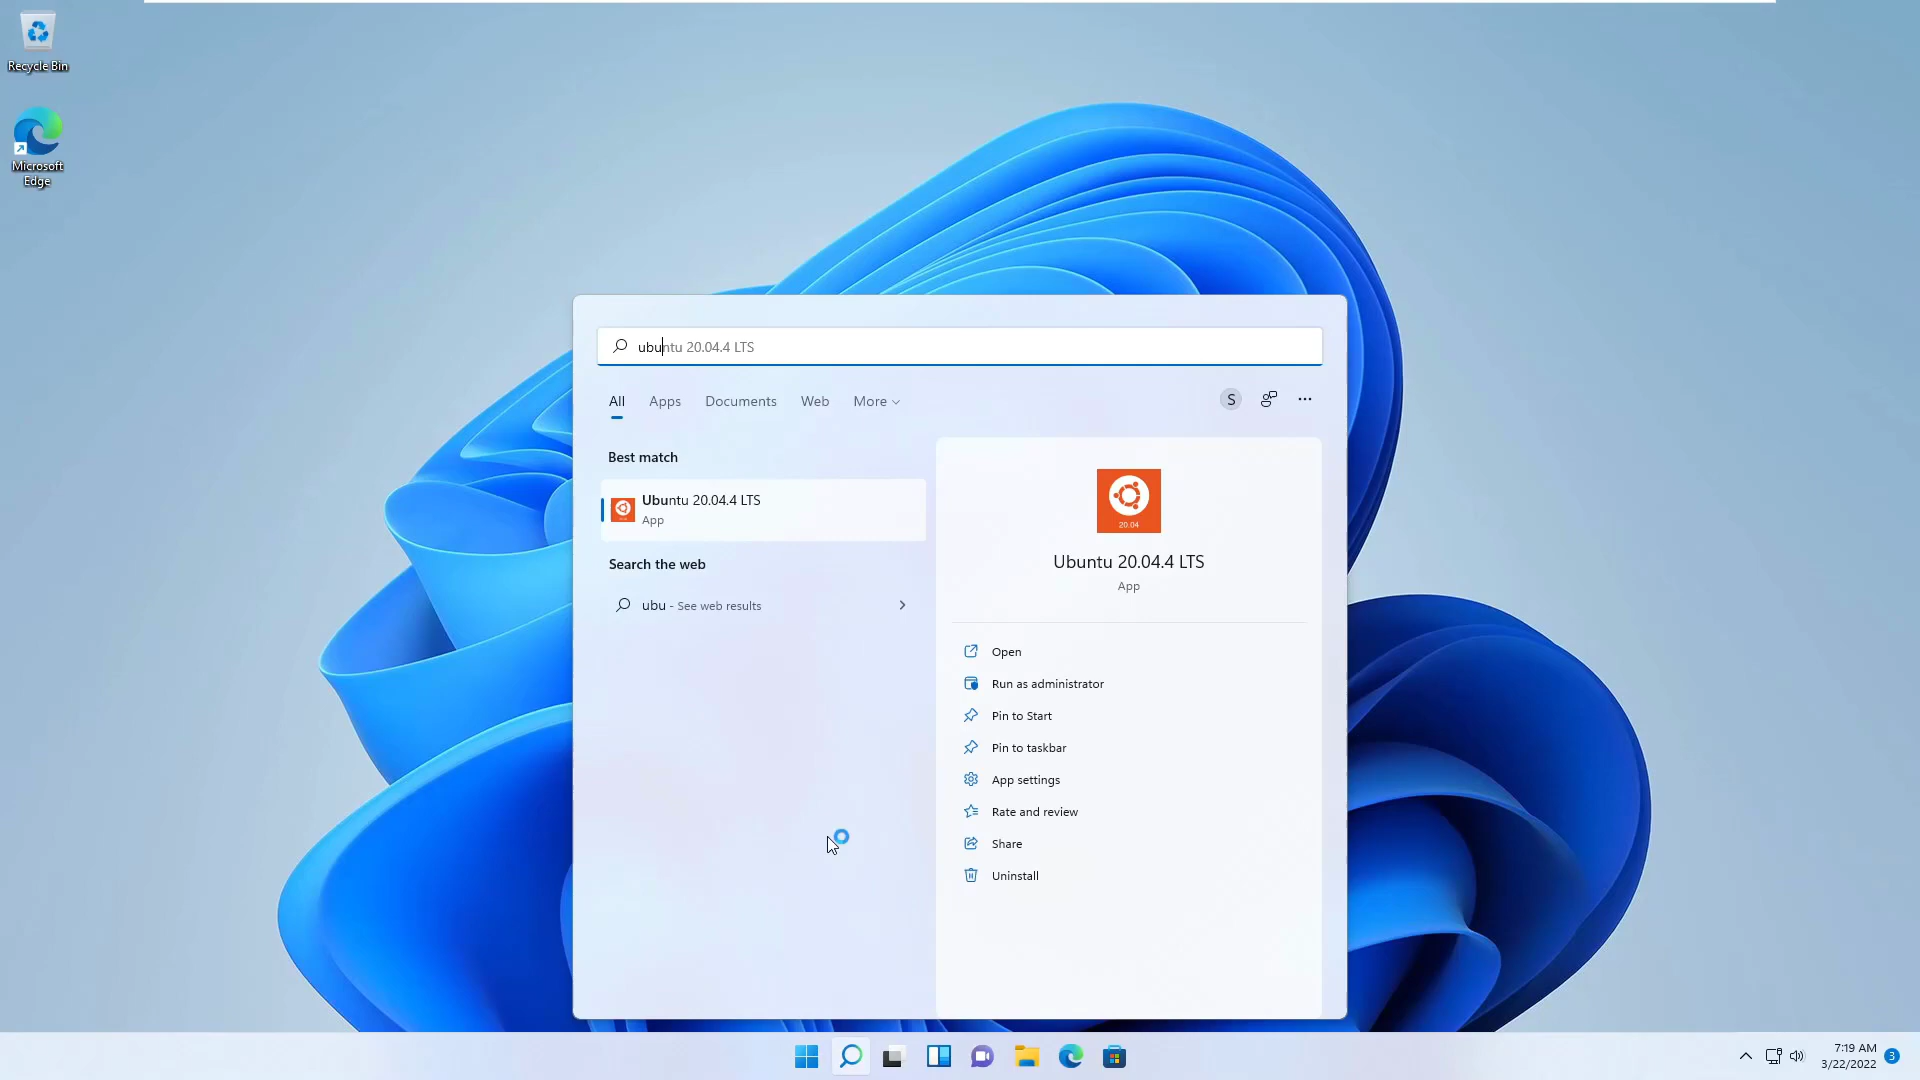 Recycle Bin
Microsoft
Edge
ubuntu 20.04.4 LTS
All Apps Documents Web More
S
Best match
Ubuntu 20.04.4 LTS
App
Search the web
ubu - See web results
20.04
Ubuntu 20.04.4 LTS
App
Open
Run as administrator
Pin to Start
Pin to taskbar
App settings
Rate and review
Share
Uninstall
7:19 AM
3/22/2022
3